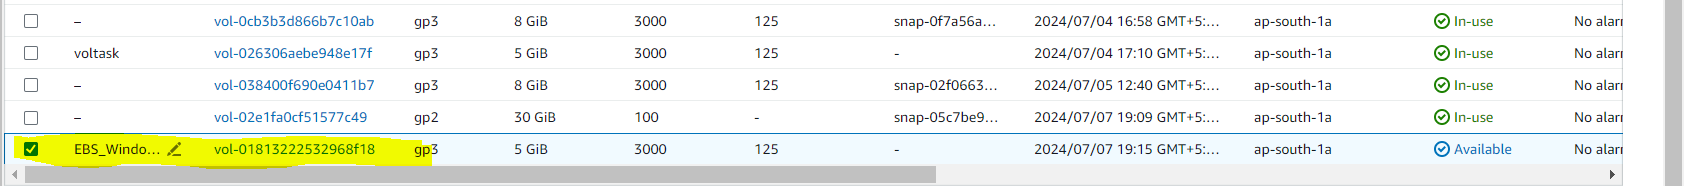 – vol-0cb3b3d866b7c10ab gp3 8 GiB 3000 125 snap-0f7a56a... 2024/07/04 16:58 GMT+5:... ap-south-1a In-use No alarr
voltask vol-026306aebe948e17f gp3 5 GiB 3000 125 - 2024/07/04 17:10 GMT+5:... ap-south-1a In-use No alarr
– vol-038400f690e0411b7 gp3 8 GiB 3000 125 snap-02f0663... 2024/07/05 12:40 GMT+5:... ap-south-1a In-use No alarr
– vol-02e1fa0cf51577c49 gp2 30 GiB 100 - snap-05c7be9... 2024/07/07 19:09 GMT+5:... ap-south-1a In-use No alarr
EBS_Windo... vol-01813222532968f18 gp3 5 GiB 3000 125 - 2024/07/07 19:15 GMT+5:... ap-south-1a Available No alarr